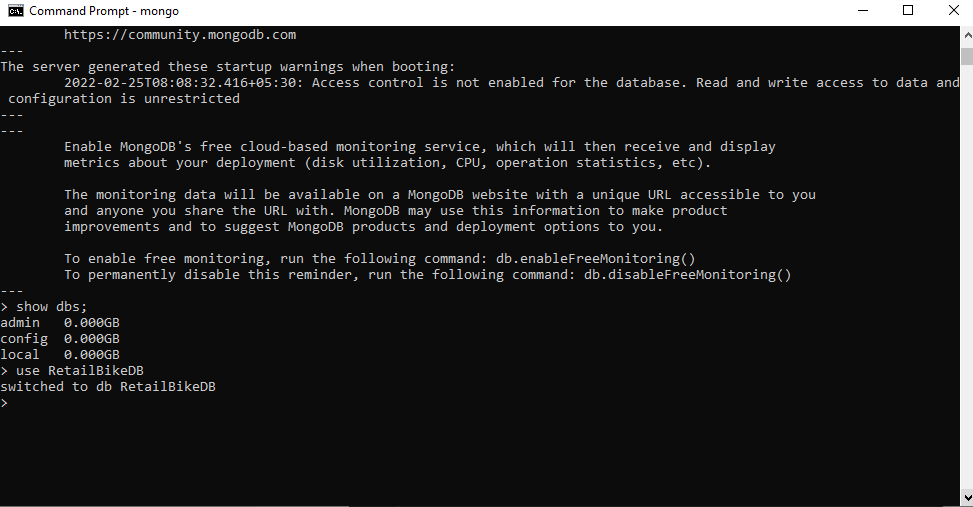 Command Prompt - mongo
https://community.mongodb.com
---
The server generated these startup warnings when booting:
        2022-02-25T08:08:32.416+05:30: Access control is not enabled for the database. Read and write access to data and
 configuration is unrestricted
---
---
        Enable MongoDB's free cloud-based monitoring service, which will then receive and display
        metrics about your deployment (disk utilization, CPU, operation statistics, etc).

        The monitoring data will be available on a MongoDB website with a unique URL accessible to you
        and anyone you share the URL with. MongoDB may use this information to make product
        improvements and to suggest MongoDB products and deployment options to you.

        To enable free monitoring, run the following command: db.enableFreeMonitoring()
        To permanently disable this reminder, run the following command: db.disableFreeMonitoring()
---
> show dbs;
admin   0.000GB
config  0.000GB
local   0.000GB
> use RetailBikeDB
switched to db RetailBikeDB
>